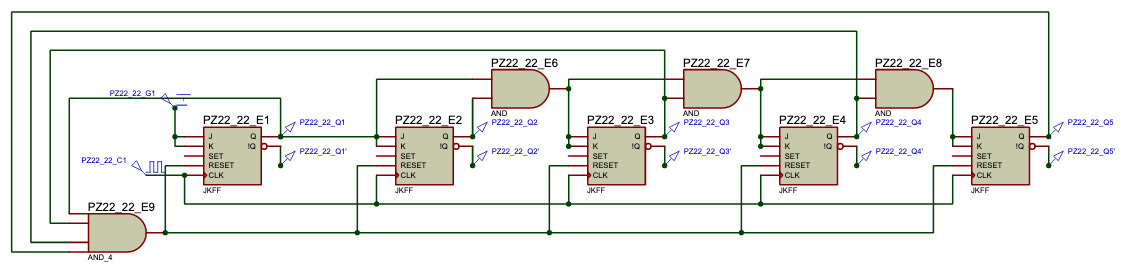 PZ22_22_E6
PZ22_22_E7
PZ22_22_E8
PZ22_22_G1
AND
AND
AND
PZ22_22_E1
PZ22_22_Q1
PZ22_22_E2
PZ22_22_Q2
PZ22_22_E3
PZ22_22_Q3
PZ22_22_E4
PZ22_22_Q4
PZ22_22_E5
PZ22_22_Q5
J Q
K !Q
SET
RESET
CLK
JKFF
J Q
K !Q
SET
RESET
CLK
JKFF
J Q
K !Q
SET
RESET
CLK
JKFF
J Q
K !Q
SET
RESET
CLK
JKFF
J Q
K !Q
SET
RESET
CLK
JKFF
PZ22_22_C1
PZ22_22_Q1'
PZ22_22_Q2'
PZ22_22_Q3'
PZ22_22_Q4'
PZ22_22_Q5'
PZ22_22_E9
AND_4